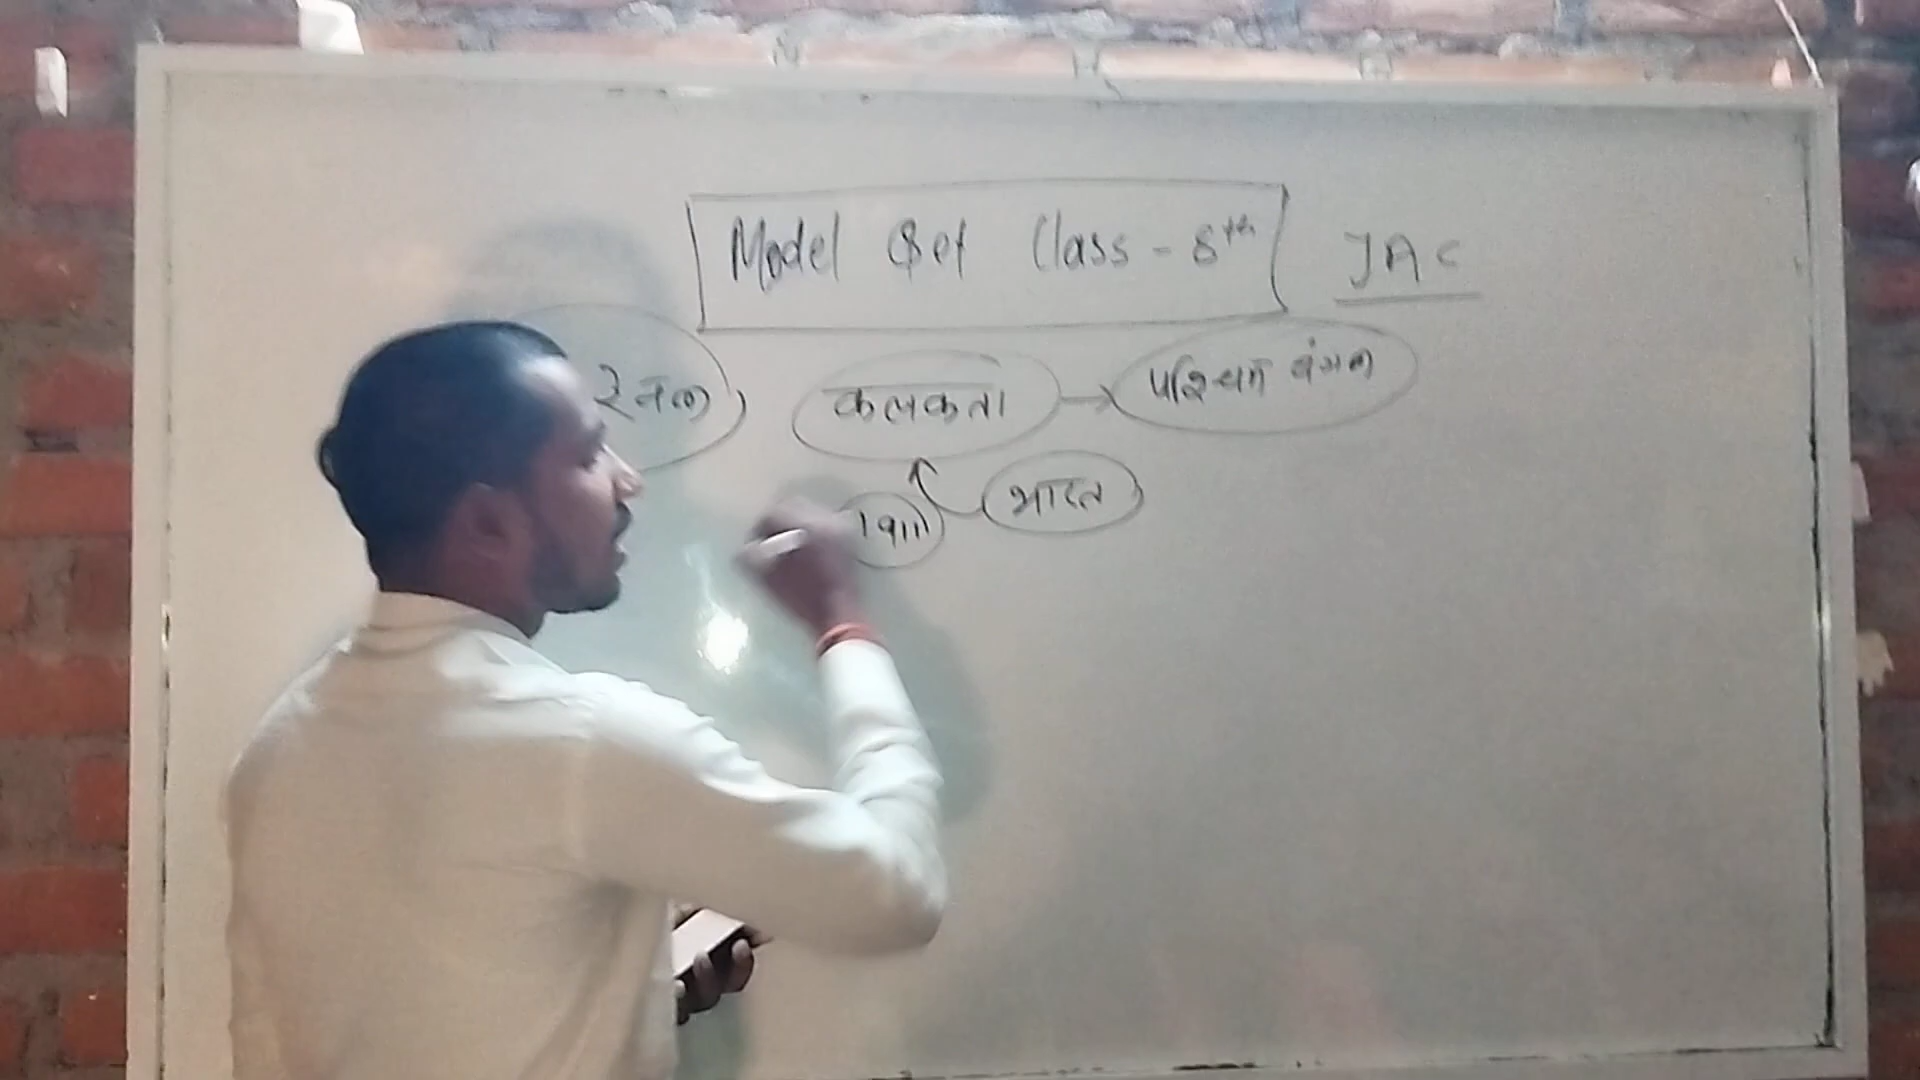 Model Set Class - 8th JAC
कलकता → पश्चिम बंगाल
1911 भारत